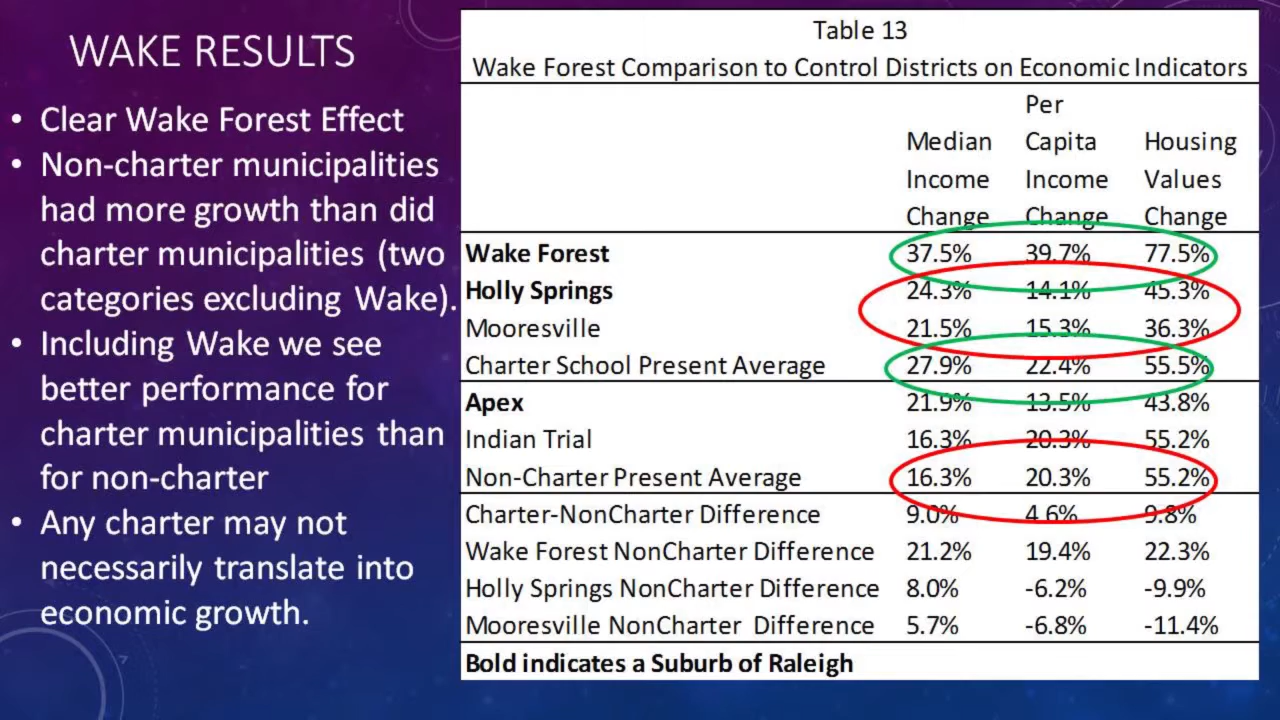 WAKE RESULTS
• Clear Wake Forest Effect
• Non-charter municipalities
had more growth than did
charter municipalities (two
categories excluding Wake).
• Including Wake we see
better performance for
charter municipalities than
for non-charter
• Any charter may not
necessarily translate into
economic growth.
Table 13
Wake Forest Comparison to Control Districts on Economic Indicators
Per
Median Capita Housing
Income Income Values
Change Change Change
Wake Forest 37.5% 39.7% 77.5%
Holly Springs 24.3% 14.1% 45.3%
Mooresville 21.5% 15.3% 36.3%
Charter School Present Average 27.9% 22.4% 55.5%
Apex 21.9% 13.5% 43.8%
Indian Trial 16.3% 20.3% 55.2%
Non-Charter Present Average 16.3% 20.3% 55.2%
Charter-NonCharter Difference 9.0% 4.6% 9.8%
Wake Forest NonCharter Difference 21.2% 19.4% 22.3%
Holly Springs NonCharter Difference 8.0% -6.2% -9.9%
Mooresville NonCharter Difference 5.7% -6.8% -11.4%
Bold indicates a Suburb of Raleigh